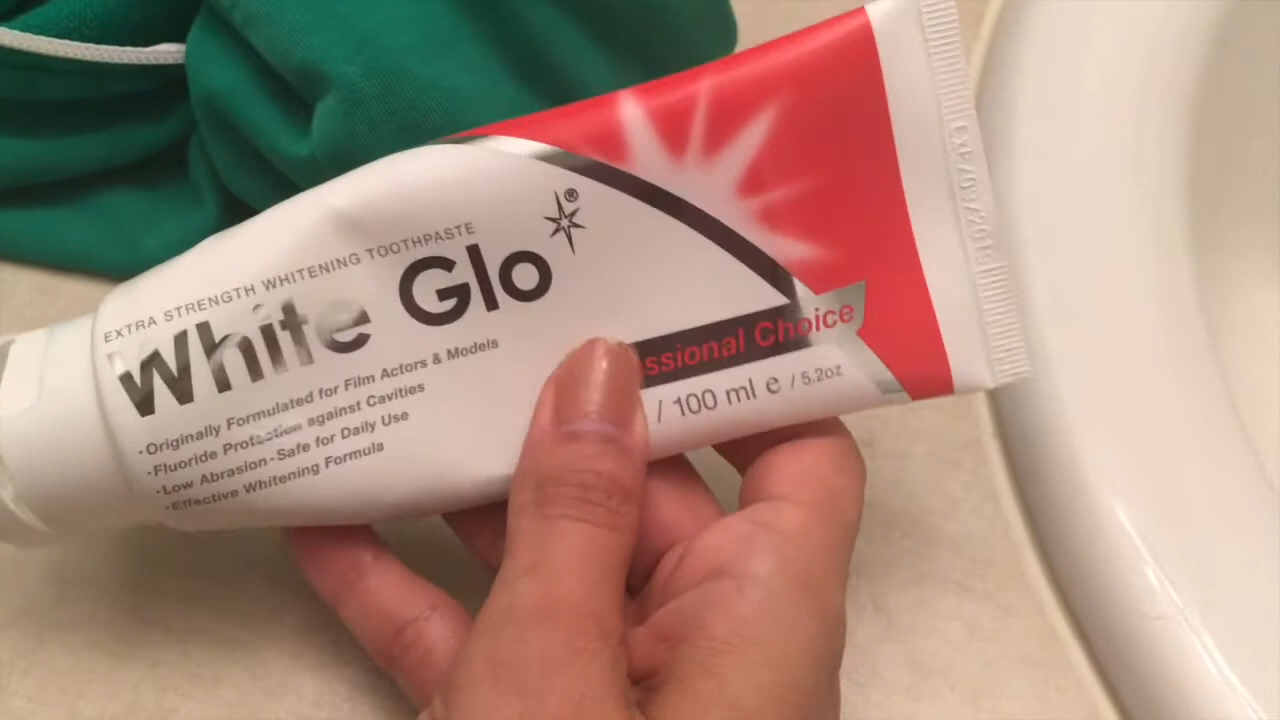 EXTRA STRENGTH WHITENING TOOTHPASTE
White Glo®
•Originally Formulated for Film Actors & Models
•Fluoride Protection against Cavities
•Low Abrasion-Safe for Daily Use
•Effective Whitening Formula
Choice
/ 100 ml e / 5.2oz